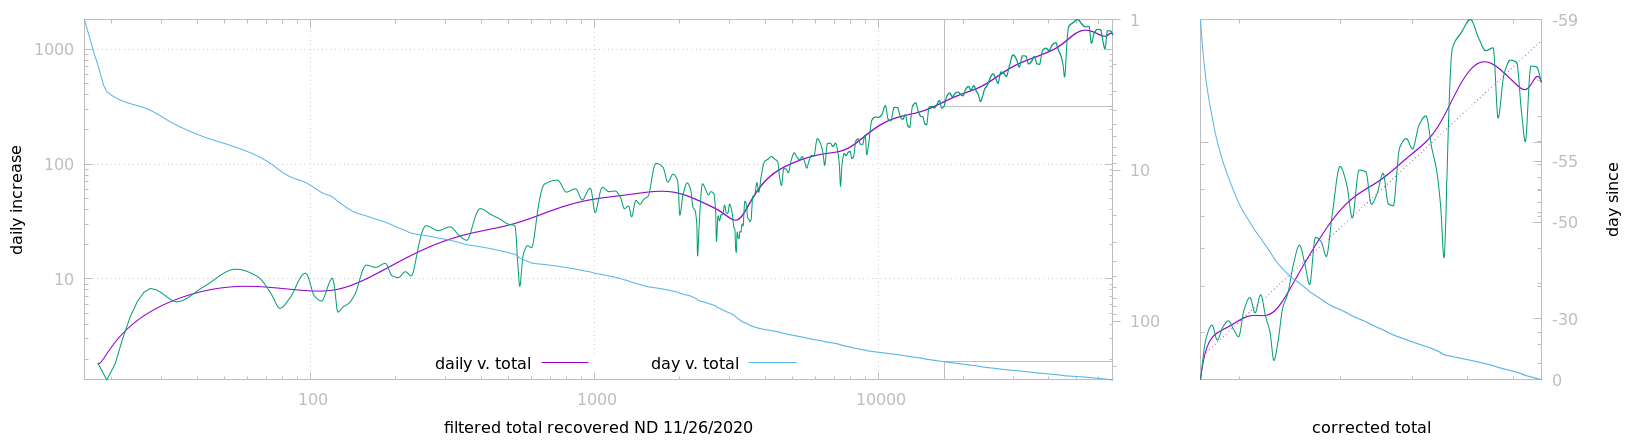 1000
100
10
daily increase
100
1000
10000
1
10
100
daily v. total
day v. total
filtered total recovered ND 11/26/2020
-59
-55
-50
-30
0
day since
corrected total